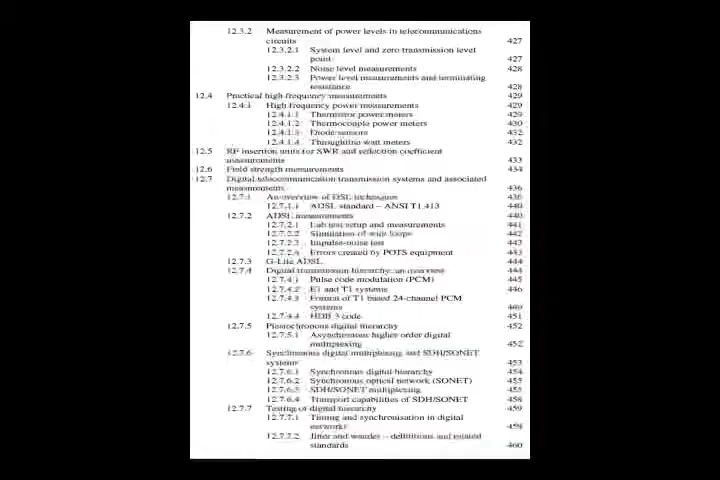 12.3.2 Measurement of power levels in telecommunications
circuits 427
12.3.2.1 System level and zero transmission level
point 427
12.3.2.2 Noise level measurements 428
12.3.2.3 Power level measurements and terminating
resistance 428
12.4 Practical high frequency measurements 429
12.4.1 High frequency power measurements 429
12.4.1.1 Thermistor power meters 429
12.4.1.2 Thermocouple power meters 430
12.4.1.3 Diode sensors 432
12.4.1.4 Throughline watt meters 432
12.5 RF insertion units for SWR and reflection coefficient
measurements 433
12.6 Field strength measurements 434
12.7 Digital telecommunication transmission systems and associated
measurements 436
12.7.1 An overview of DSL techniques 436
12.7.1.1 ADSL standard – ANSI T1.413 440
12.7.2 ADSL measurements 440
12.7.2.1 Lab test setup and measurements 441
12.7.2.2 Simulation of wire loops 442
12.7.2.3 Impulse-noise test 443
12.7.2.4 Errors created by POTS equipment 443
12.7.3 G-Lite ADSL 444
12.7.4 Digital transmission hierarchy: an overview 444
12.7.4.1 Pulse code modulation (PCM) 445
12.7.4.2 E1 and T1 systems 446
12.7.4.3 Format of T1 based 24-channel PCM
systems
12.7.4.4 HDB 3 code 451
12.7.5 Plesiochronous digital hierarchy 452
12.7.5.1 Asynchronous higher order digital
multiplexing 452
12.7.6 Synchronous digital multiplexing and SDH/SONET
systems 453
12.7.6.1 Synchronous digital hierarchy 454
12.7.6.2 Synchronous optical network (SONET) 455
12.7.6.3 SDH/SONET multiplexing 455
12.7.6.4 Transport capabilities of SDH/SONET 458
12.7.7 Testing of digital hierarchy 459
12.7.7.1 Timing and synchronisation in digital
networks 459
12.7.7.2 Jitter and wander – definitions and related
standards 460